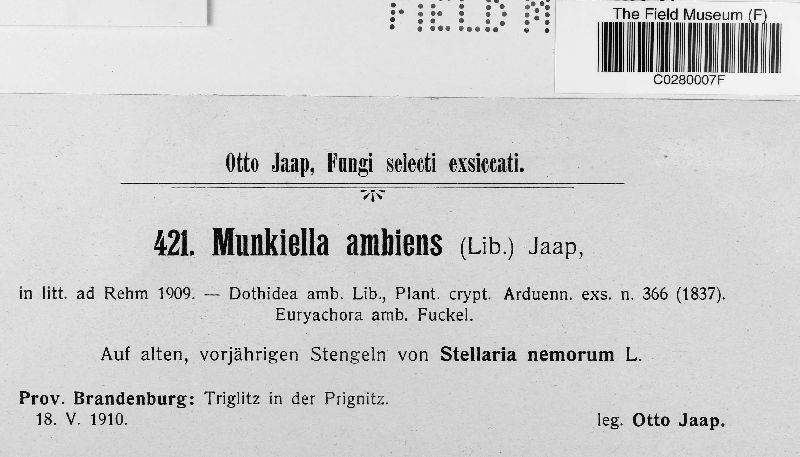 FIELD M
The Field Museum (F)
C0280007F
Otto Jaap, Fungi selecti exsiccati.
421. Munkiella ambiens (Lib.) Jaap,
in litt. ad Rehm 1909. — Dothidea amb. Lib., Plant. crypt. Arduenn. exs. n. 366 (1837).
Euryachora amb. Fuckel.
Auf alten, vorjährigen Stengeln von Stellaria nemorum L.
Prov. Brandenburg: Triglitz in der Prignitz.
18. V. 1910.
leg. Otto Jaap.